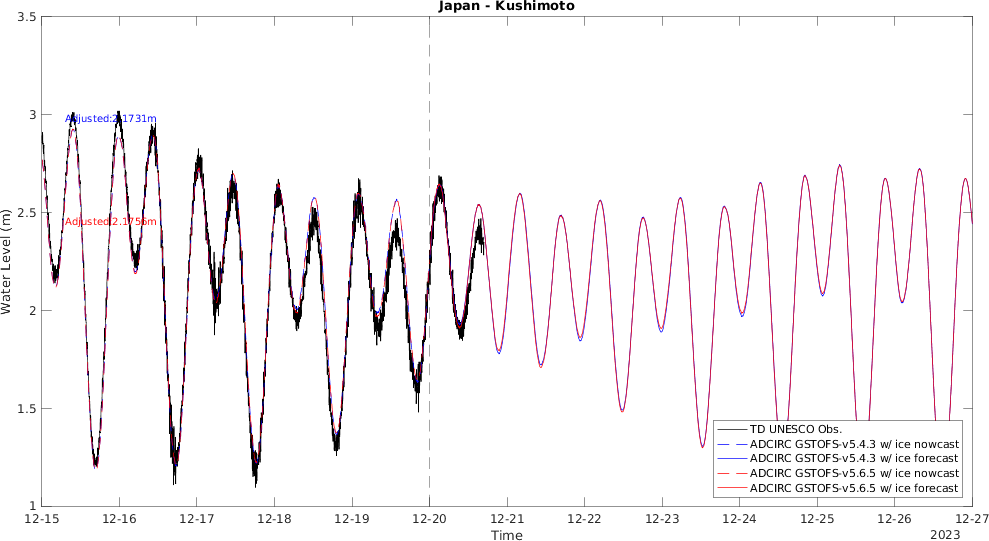 Japan - Kushimoto
3.5
3
2.5
2
1.5
1
Water Level (m)
Adjusted:2.1731m
Adjusted:2.1756m
TD UNESCO Obs.
ADCIRC GSTOFS-v5.4.3 w/ ice nowcast
ADCIRC GSTOFS-v5.4.3 w/ ice forecast
ADCIRC GSTOFS-v5.6.5 w/ ice nowcast
ADCIRC GSTOFS-v5.6.5 w/ ice forecast
12-15 12-16 12-17 12-18 12-19 12-20 12-21 12-22 12-23 12-24 12-25 12-26 12-27
Time
2023